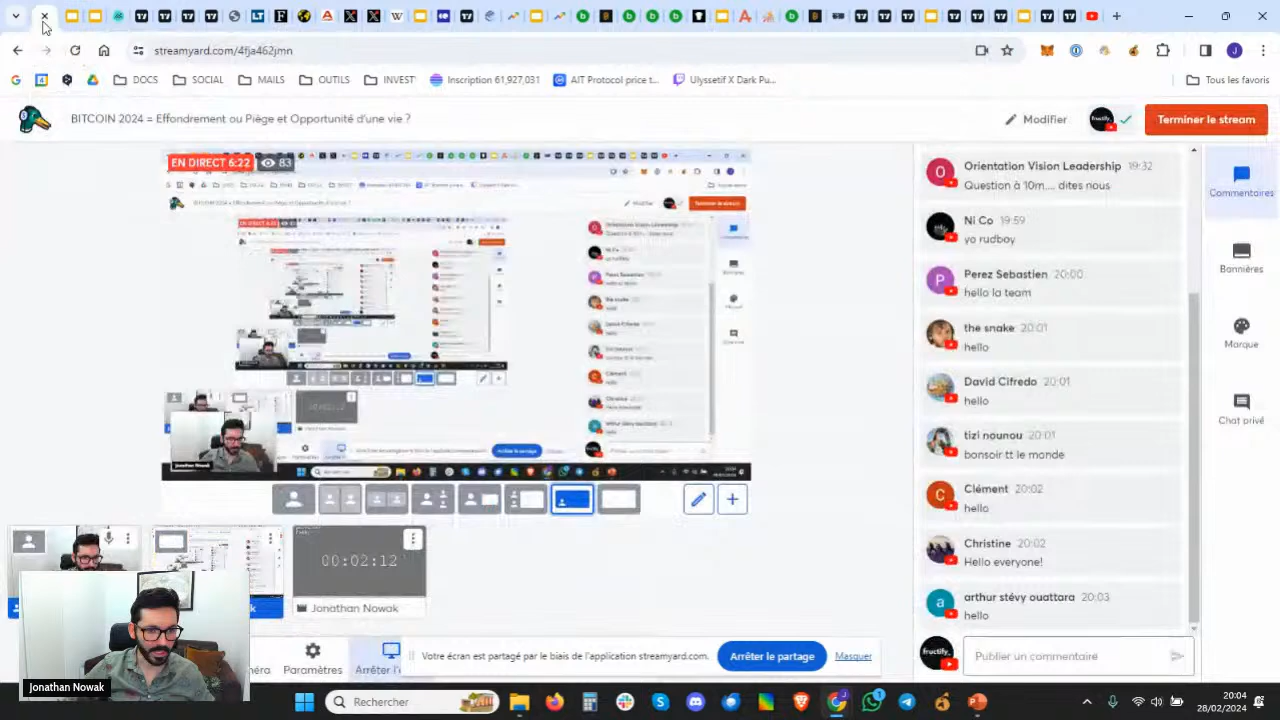 streamyard.com/4fja462jmn
DOCS
SOCIAL
MAILS
OUTILS
INVEST
Inscription 61,927,031
AIT Protocol price t...
Ulyssetif X Dark Pu...
Tous les favoris
BITCOIN 2024 = Effondrement ou Piège et Opportunité d'une vie ?
Modifier
fructify_
Terminer le stream
EN DIRECT 6:22
83
Orientation Vision Leadership 19:32
Question à 10m.... dites nous
Ni Co 19:59
yo rudboy
Perez Sebastien 20:00
hello la team
the snake 20:01
hello
David Cifredo 20:01
hello
tizi nounou 20:01
bonsoir tt le monde
Clément 20:02
hello
Christine 20:02
Hello everyone!
arthur stévy ouattara 20:03
hello
Commentaires
Bannières
Marque
Chat privé
00:02:12
Jonathan Nowak
Paramètres
Arrêter l'
Votre écran est partagé par le biais de l'application streamyard.com.
Arrêter le partage
Masquer
fructify_
Publier un commentaire
Jonathan Nowak
Rechercher
20:04
28/02/2024